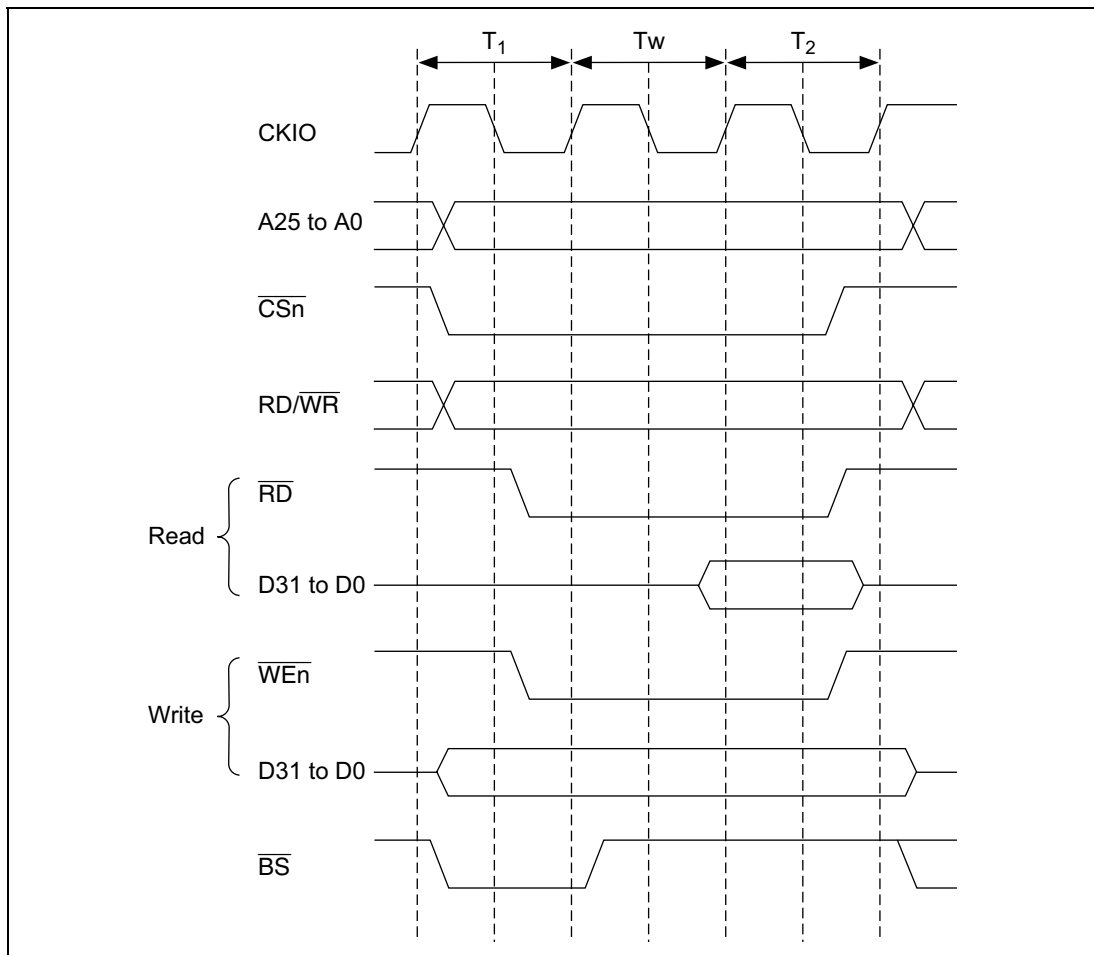 T1 Tw T2
CKIO
A25 to A0
CSn
RD/WR
RD
Read
D31 to D0
WEn
Write
D31 to D0
BS